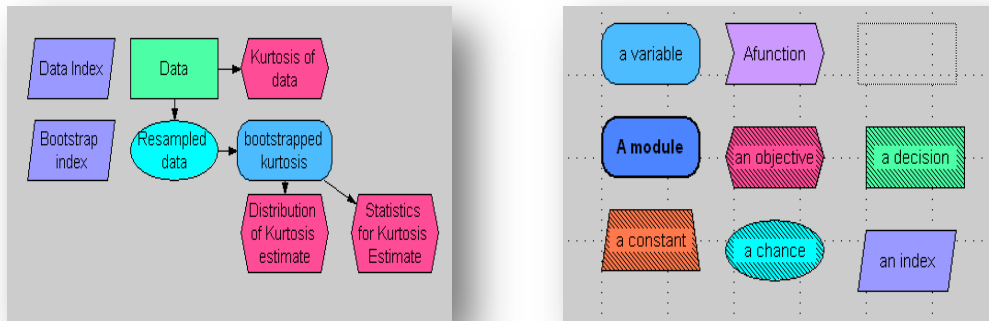 Data Index
Data
Kurtosis of
data
Bootstrap
index
Resampled
data
bootstrapped
kurtosis
Distribution
of Kurtosis
estimate
Statistics
for Kurtosis
Estimate
a variable
Afunction
A module
an objective
a decision
a constant
a chance
an index